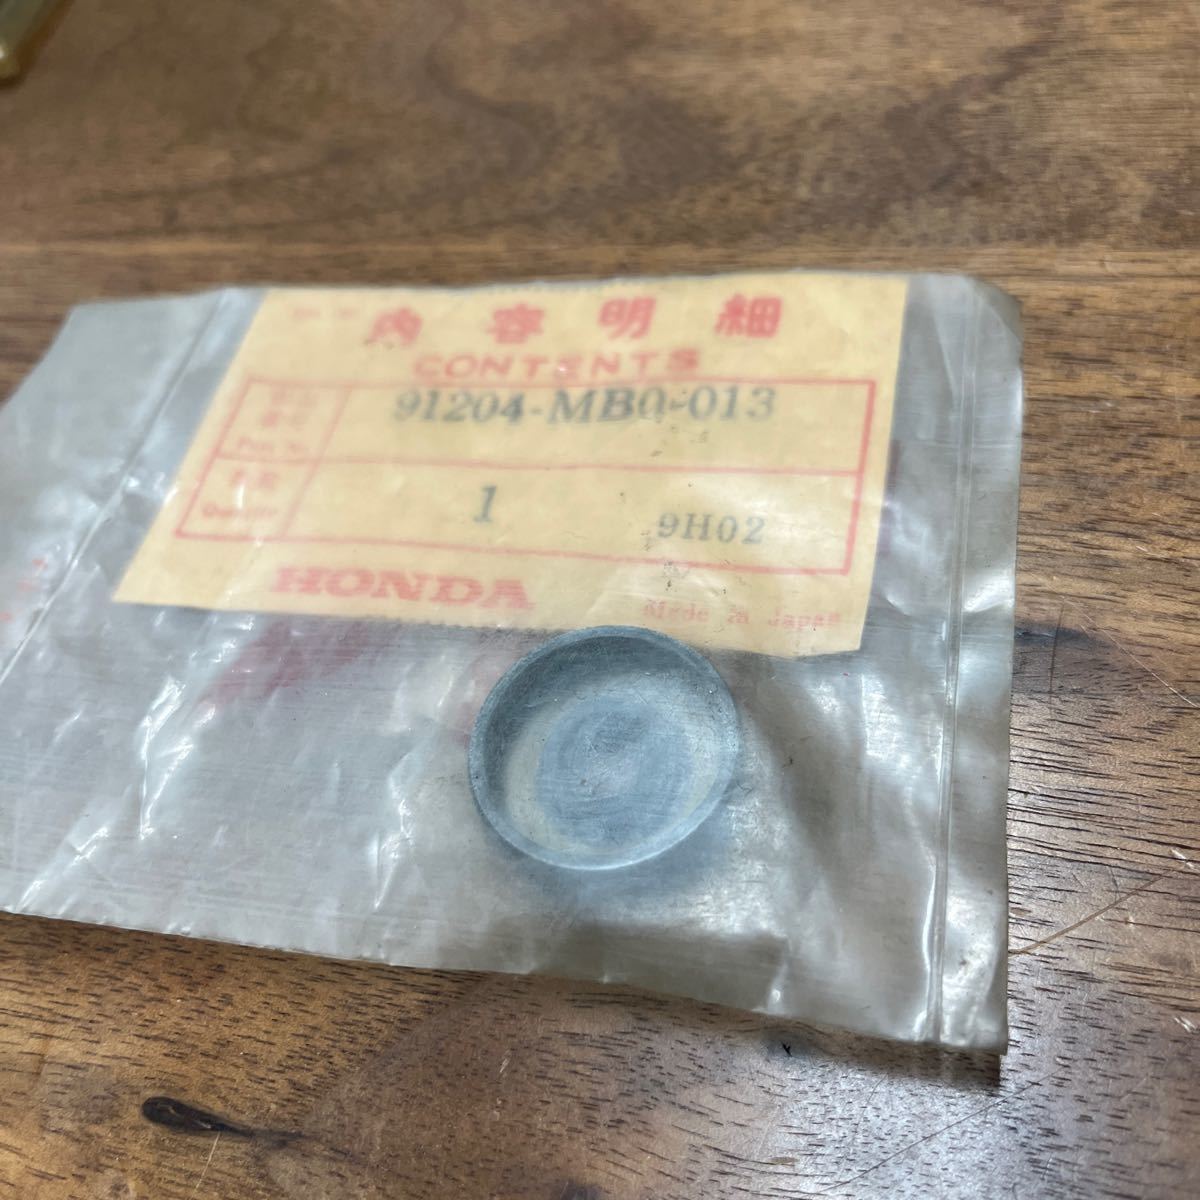 内容明細
CONTENTS
91204-MB0-013
1
9H02
HONDA
Made in Japan